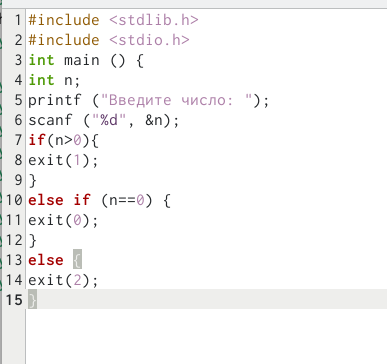 1 #include <stdlib.h>
2 #include <stdio.h>
3 int main () {
4 int n;
5 printf ("Введите число: ");
6 scanf ("%d", &n);
7 if(n>0){
8 exit(1);
9 }
10 else if (n==0) {
11 exit(0);
12 }
13 else {
14 exit(2);
15 }